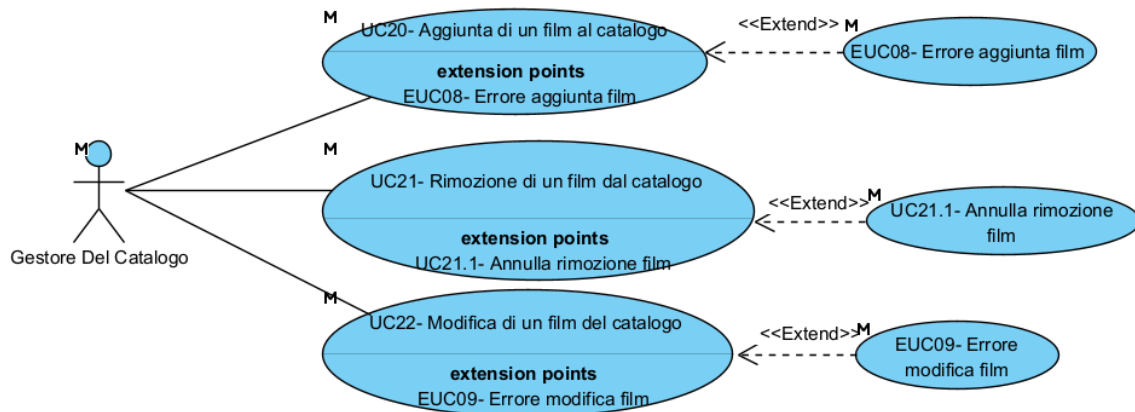 M
UC20- Aggiunta di un film al catalogo
extension points
EUC08- Errore aggiunta film
<<Extend>>
M
EUC08- Errore aggiunta film
M
Gestore Del Catalogo
M
UC21- Rimozione di un film dal catalogo
extension points
UC21.1- Annulla rimozione film
<<Extend>>
M
UC21.1- Annulla rimozione
film
M
UC22- Modifica di un film del catalogo
extension points
EUC09- Errore modifica film
<<Extend>>
M
EUC09- Errore
modifica film